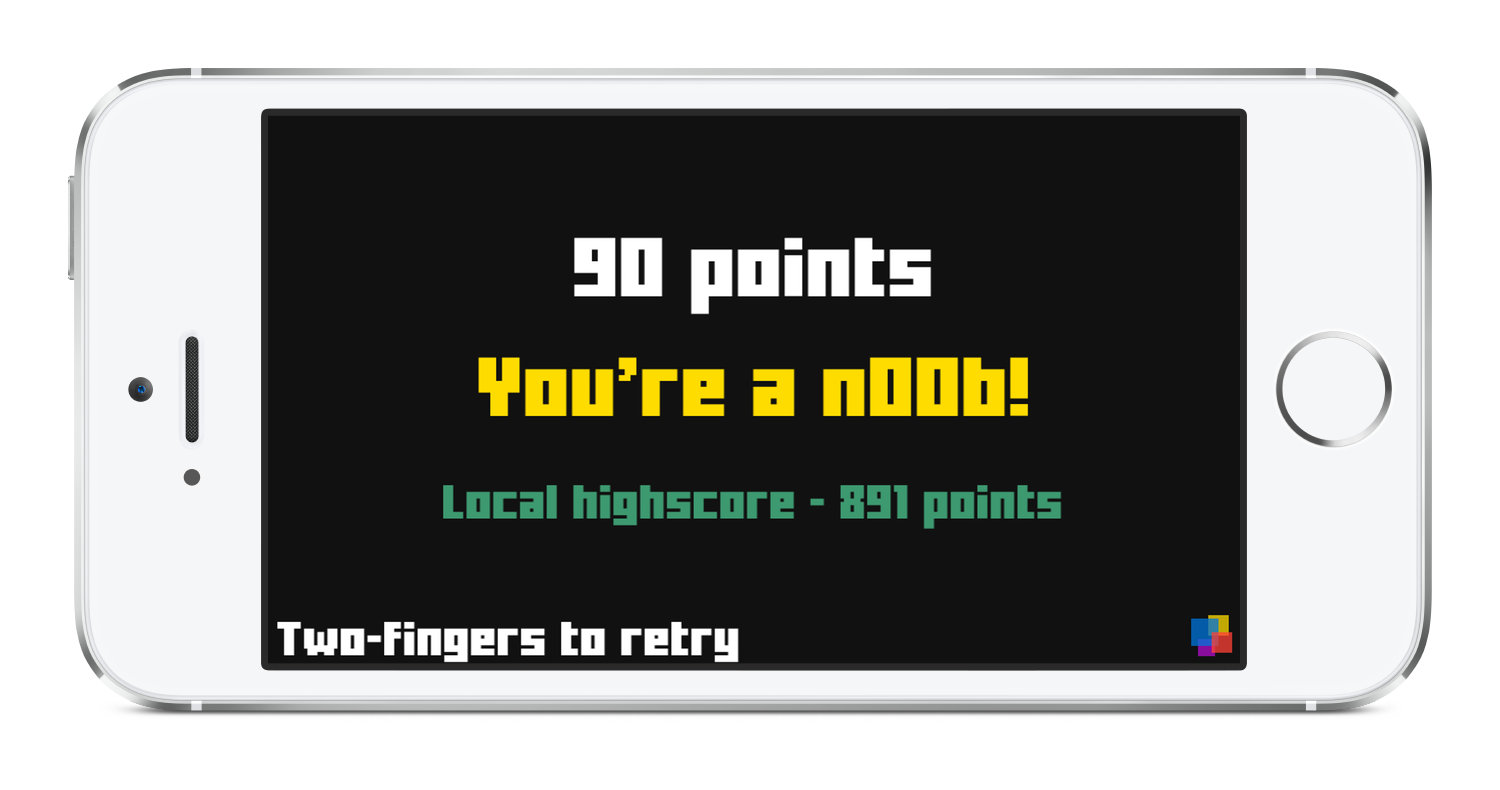 90 points
You're a n00b!
Local highscore - 891 points
Two-fingers to retry